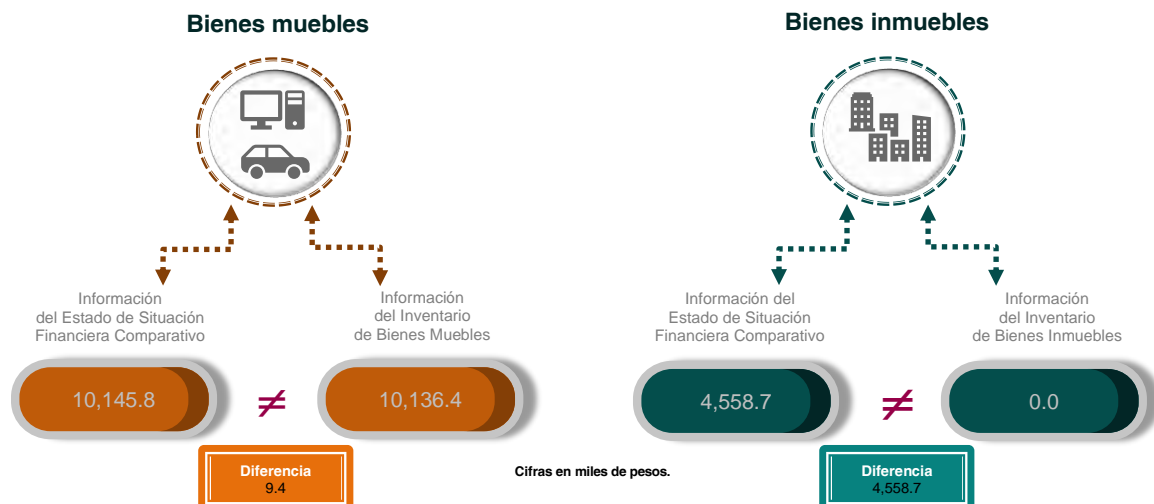 Bienes muebles
Información
del Estado de Situación
Financiera Comparativo
10,145.8
≠
Información
del Inventario
de Bienes Muebles
10,136.4
Diferencia
9.4
Cifras en miles de pesos.
Bienes inmuebles
Información del
Estado de Situación
Financiera Comparativo
4,558.7
≠
Información
del Inventario
de Bienes Inmuebles
0.0
Diferencia
4,558.7